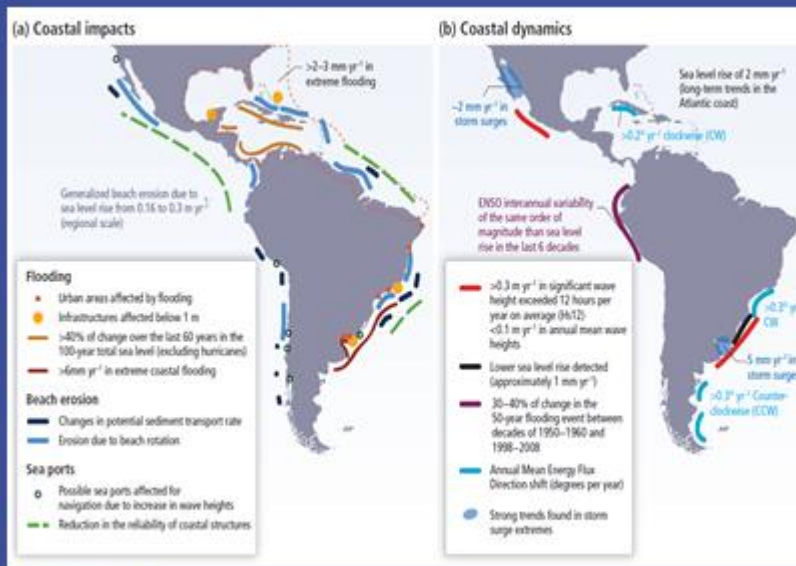 (a) Coastal impacts
>2–3 mm yr⁻¹ in
extreme flooding
Generalized beach erosion due to
sea level rise from 0.16 to 0.3 m yr⁻¹
(regional scale)
Flooding
Urban areas affected by flooding
Infrastructures affected below 1 m
>40% of change over the last 60 years in the
100-year total sea level (excluding hurricanes)
>6mm yr⁻¹ in extreme coastal flooding
Beach erosion
Changes in potential sediment transport rate
Erosion due to beach rotation
Sea ports
Possible sea ports affected for
navigation due to increase in wave heights
Reduction in the reliability of coastal structures
(b) Coastal dynamics
~2 mm yr⁻¹ in
storm surges
Sea level rise of 2 mm yr⁻¹
(long-term trends in the
Atlantic coast)
>0.2° yr⁻¹ clockwise (CW)
ENSO interannual variability
of the same order of
magnitude than sea level
rise in the last 6 decades
>0.3° yr
CW
5 mm yr⁻¹ in
storm surge
>0.3° yr⁻¹ Counter-
clockwise (CCW)
>0.3 m yr⁻¹ in significant wave
height exceeded 12 hours per
year on average (Hs12)
<0.1 m yr⁻¹ in annual mean wave
heights
Lower sea level rise detected
(approximately 1 mm yr⁻¹)
30–40% of change in the
50-year flooding event between
decades of 1950–1960 and
1998–2008
Annual Mean Energy Flux
Direction shift (degrees per year)
Strong trends found in storm
surge extremes